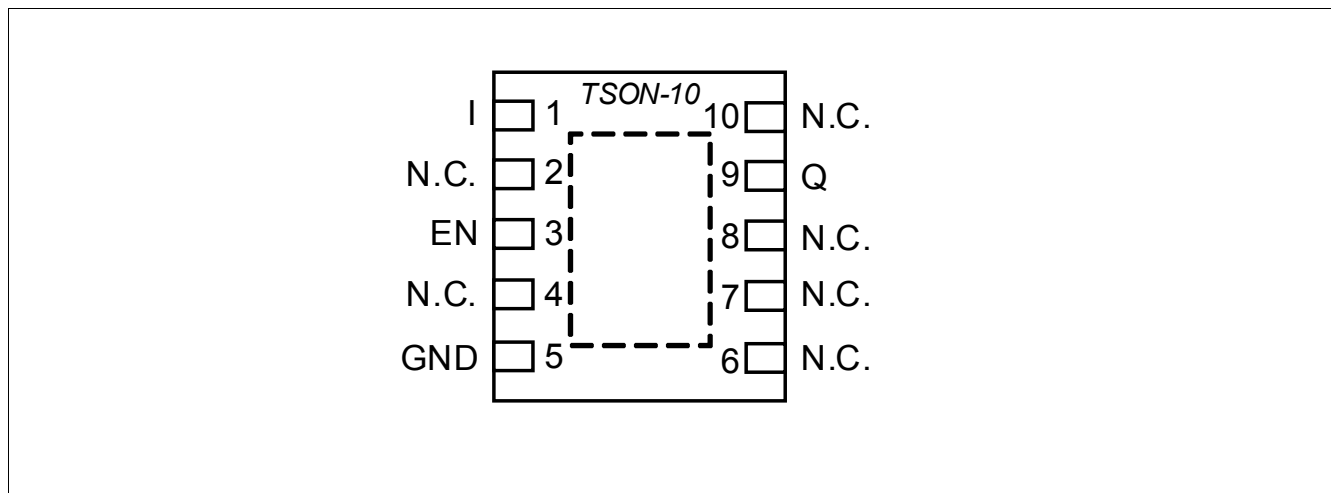 TSON-10
I 1 10 N.C.
N.C. 2 9 Q
EN 3 8 N.C.
N.C. 4 7 N.C.
GND 5 6 N.C.